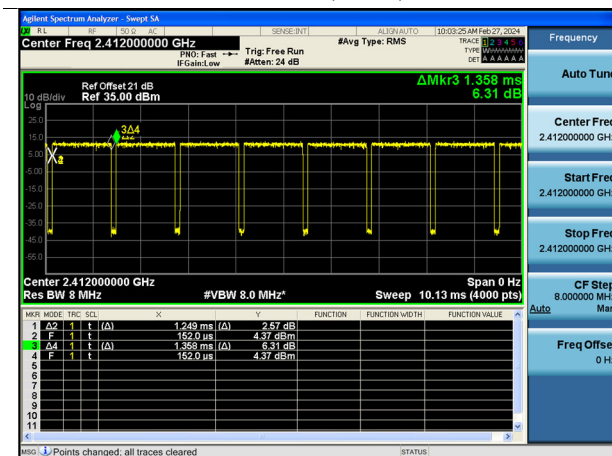 Agilent Spectrum Analyzer - Swept SA
RL RF 50 Ω AC SENSE:INT ALIGN AUTO 10:03:25 AM Feb 27, 2024
Center Freq 2.412000000 GHz #Avg Type: RMS TRACE 1 2 3 4 5 6
PNO: Fast Trig: Free Run TYPE
IFGain:Low #Atten: 24 dB DET A A A A A A
Frequency
ΔMkr3 1.358 ms
6.31 dB
Ref Offset 21 dB
10 dB/div Ref 35.00 dBm
Log
25.0
15.0
5.00
-5.00
-15.0
-25.0
-35.0
-45.0
-55.0
3Δ4
Center 2.412000000 GHz Span 0 Hz
Res BW 8 MHz #VBW 8.0 MHz* Sweep 10.13 ms (4000 pts)
MKR MODE TRC SCL X Y FUNCTION FUNCTION WIDTH FUNCTION VALUE
1 Δ2 1 t (Δ) 1.249 ms (Δ) 2.57 dB
2 F 1 t 152.0 µs 4.37 dBm
3 Δ4 1 t (Δ) 1.358 ms (Δ) 6.31 dB
4 F 1 t 152.0 µs 4.37 dBm
5
6
7
8
9
10
11
MSG Points changed; all traces cleared STATUS
Auto Tune
Center Freq
2.412000000 GH
Start Freq
2.412000000 GH
Stop Freq
2.412000000 GH
CF Step
8.000000 MH
Auto Man
Freq Offse
0 H